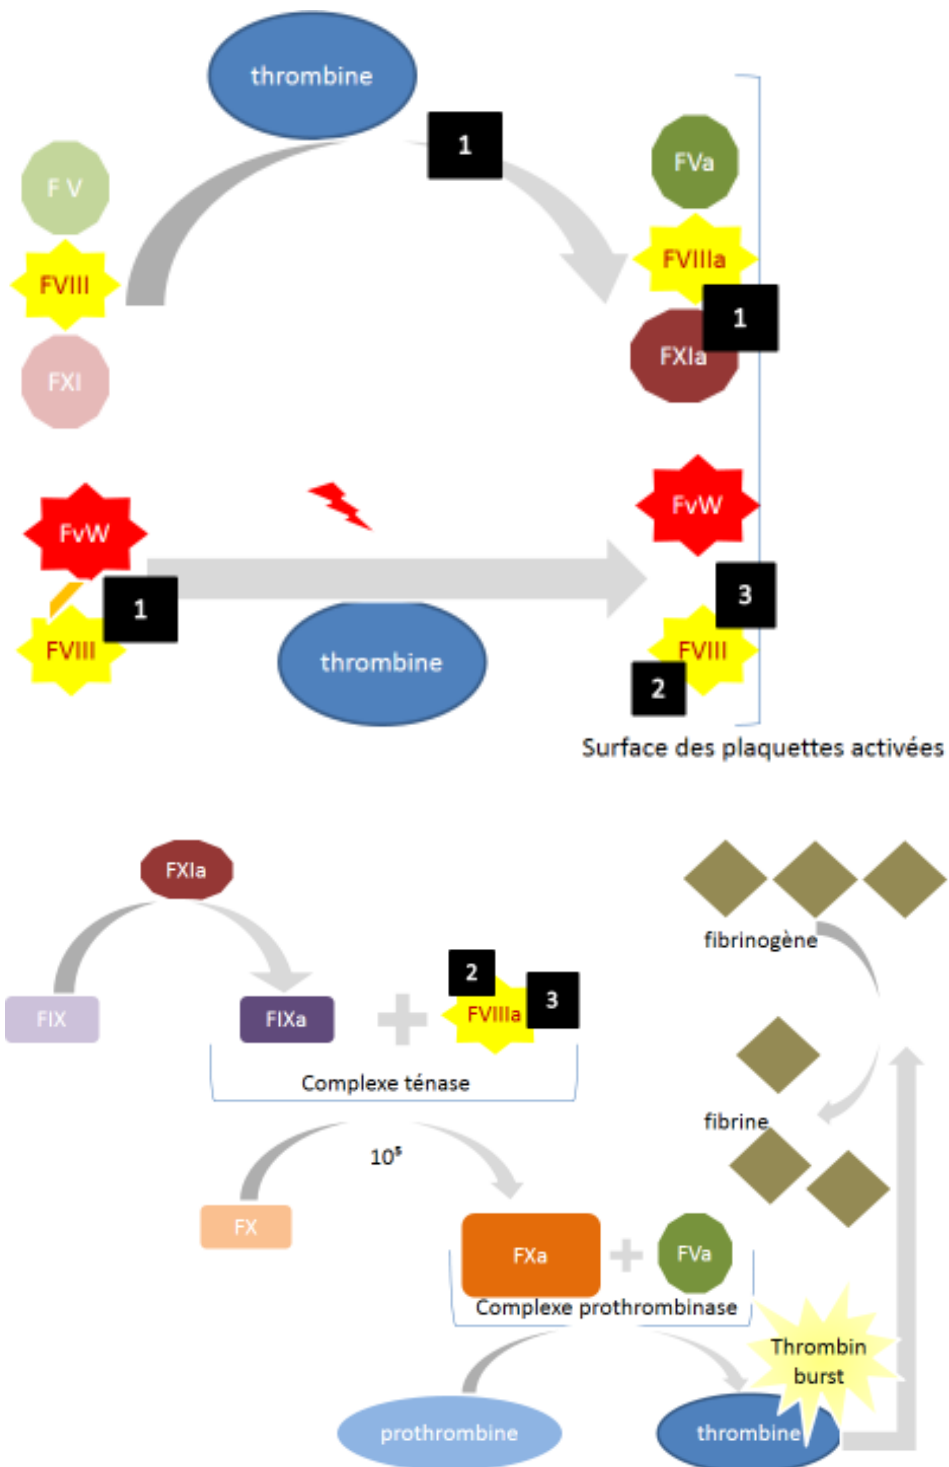 thrombine
1
F V
FVa
FVIII
FVIIIa
1
FXI
FXIa
FvW
FvW
1
3
FVIII
FVIII
thrombine
2
Surface des plaquettes activées
FXIa
fibrinogène
2
3
FIX
FIXa
FVIIIa
Complexe ténase
fibrine
10⁵
FX
FXa
FVa
Complexe prothrombinase
Thrombin
burst
prothrombine
thrombine